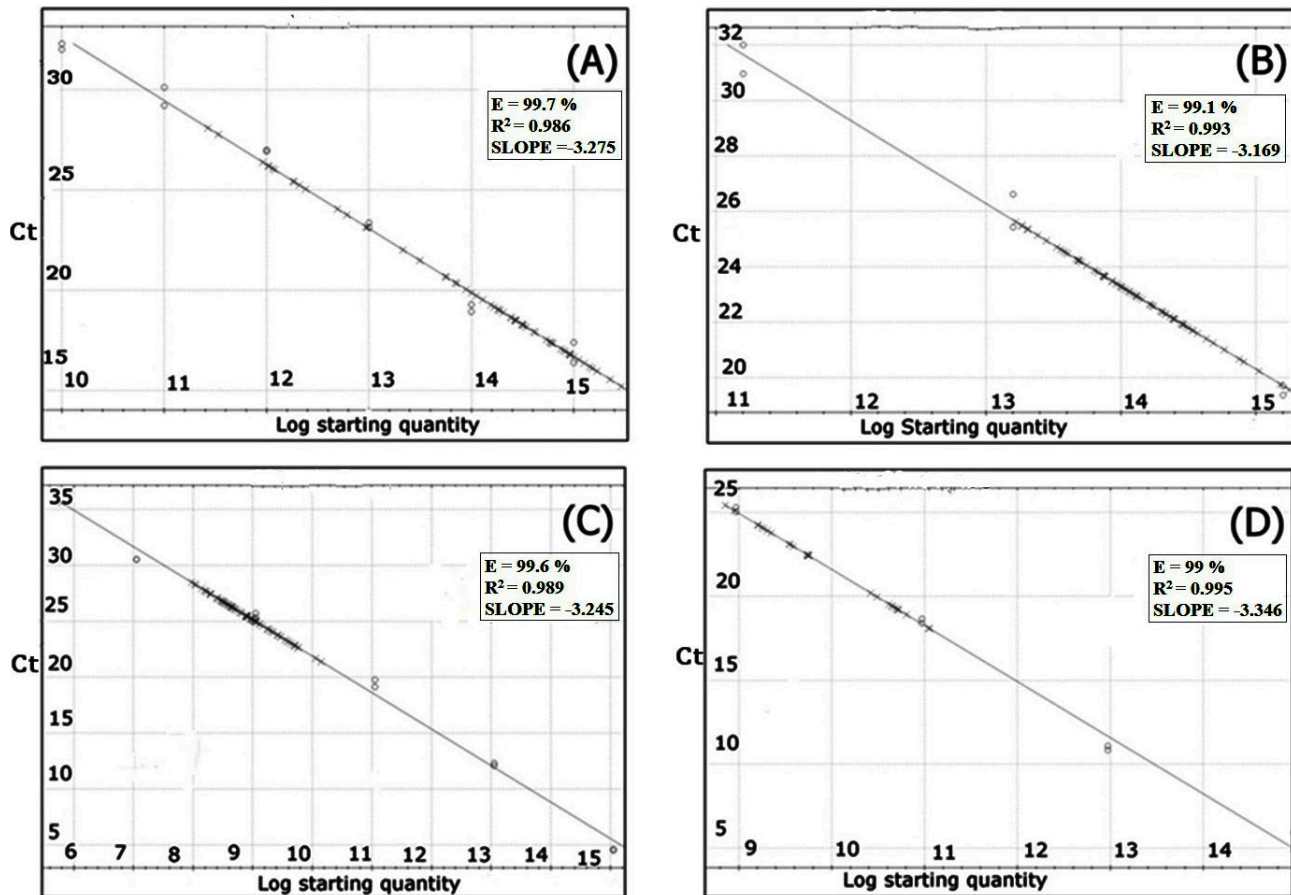 (A)
30
E = 99.7 %
R² = 0.986
SLOPE =-3.275
25
Ct
20
15
10 11 12 13 14 15
Log starting quantity
32
(B)
30
E = 99.1 %
R² = 0.993
SLOPE = -3.169
28
26
Ct
24
22
20
11 12 13 14 15
Log Starting quantity
35
(C)
30
E = 99.6 %
R² = 0.989
SLOPE = -3.245
25
Ct
20
15
10
5
6 7 8 9 10 11 12 13 14 15
Log starting quantity
25
(D)
E = 99 %
R² = 0.995
SLOPE = -3.346
20
Ct
15
10
5
9 10 11 12 13 14
Log starting quantity